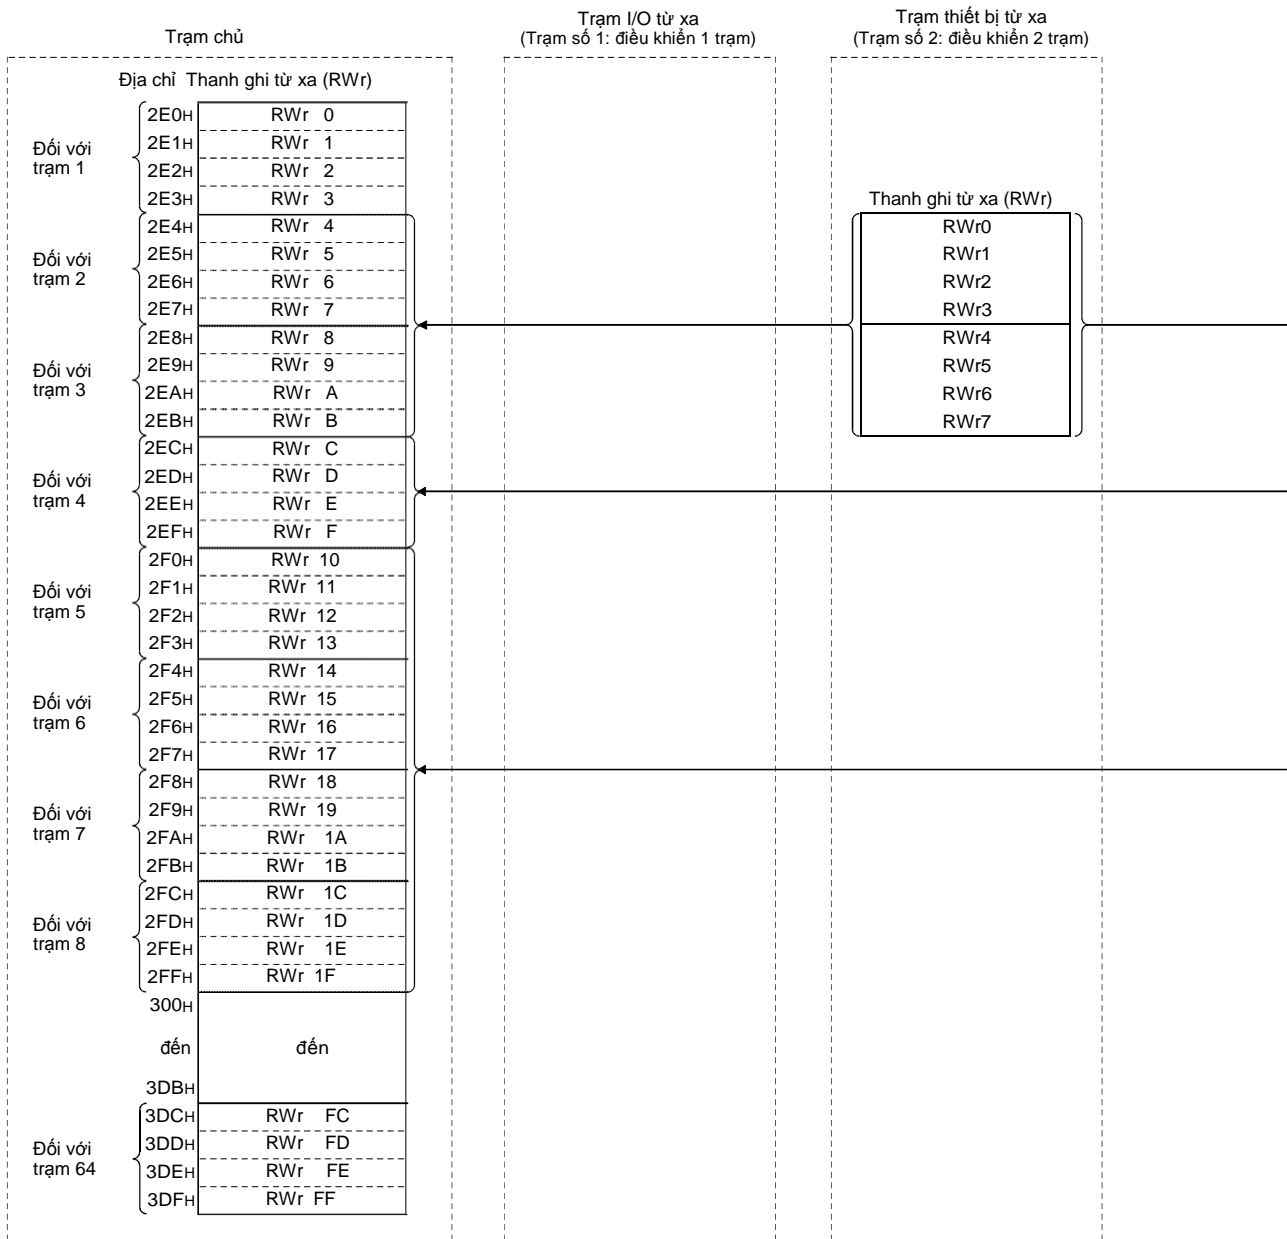 Trạm chủ
Trạm I/O từ xa
(Trạm số 1: điều khiển 1 trạm)
Trạm thiết bị từ xa
(Trạm số 2: điều khiển 2 trạm)
Địa chỉ Thanh ghi từ xa (RWr)
Đối với
trạm 1
2E0H RWr 0
2E1H RWr 1
2E2H RWr 2
2E3H RWr 3
Đối với
trạm 2
2E4H RWr 4
2E5H RWr 5
2E6H RWr 6
2E7H RWr 7
Đối với
trạm 3
2E8H RWr 8
2E9H RWr 9
2EAH RWr A
2EBH RWr B
Đối với
trạm 4
2ECH RWr C
2EDH RWr D
2EEH RWr E
2EFH RWr F
Đối với
trạm 5
2F0H RWr 10
2F1H RWr 11
2F2H RWr 12
2F3H RWr 13
Đối với
trạm 6
2F4H RWr 14
2F5H RWr 15
2F6H RWr 16
2F7H RWr 17
Đối với
trạm 7
2F8H RWr 18
2F9H RWr 19
2FAH RWr 1A
2FBH RWr 1B
Đối với
trạm 8
2FCH RWr 1C
2FDH RWr 1D
2FEH RWr 1E
2FFH RWr 1F
300H
đến đến
3DBH
Đối với
trạm 64
3DCH RWr FC
3DDH RWr FD
3DEH RWr FE
3DFH RWr FF
Thanh ghi từ xa (RWr)
RWr0
RWr1
RWr2
RWr3
RWr4
RWr5
RWr6
RWr7